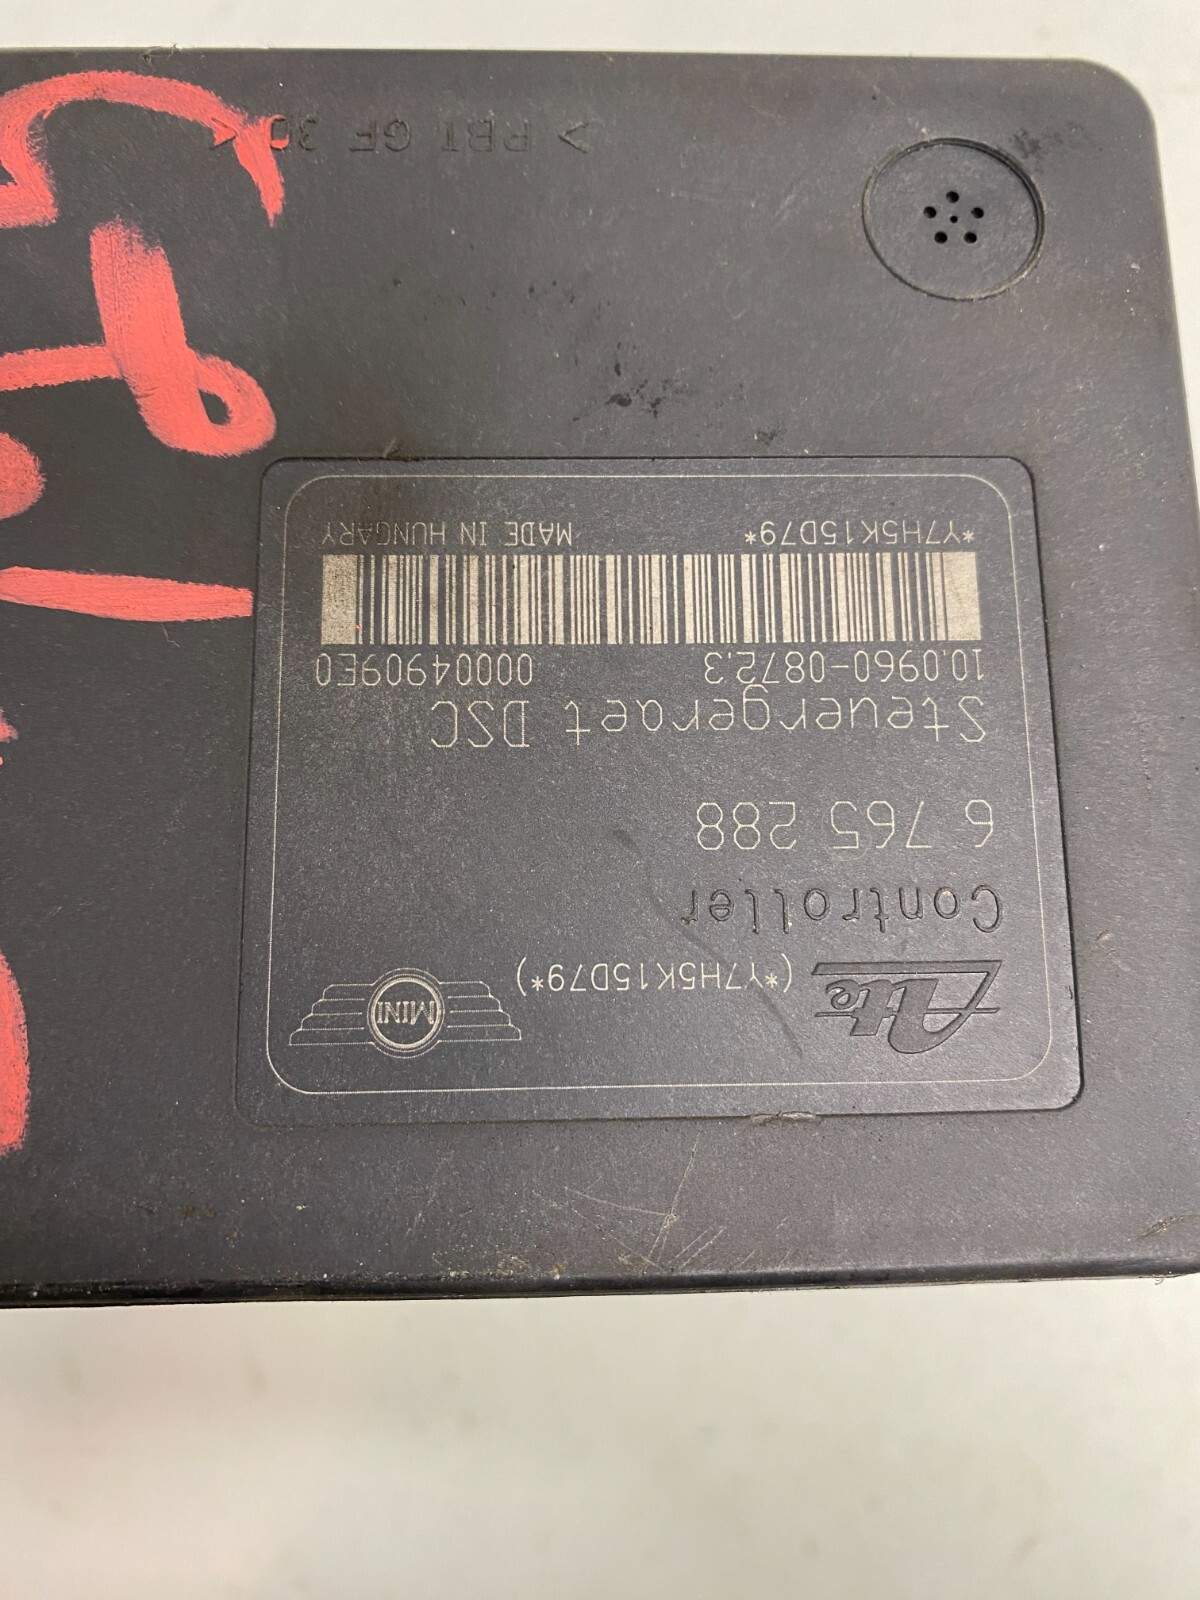 Ate
(*Y7H5K15D79*)
MINI
Controller
6 765 288
Steuergeraet DSC
10.0960-0872.3 00004909E0
*Y7H5K15D79* MADE IN HUNGARY
> PBT GF 30 <